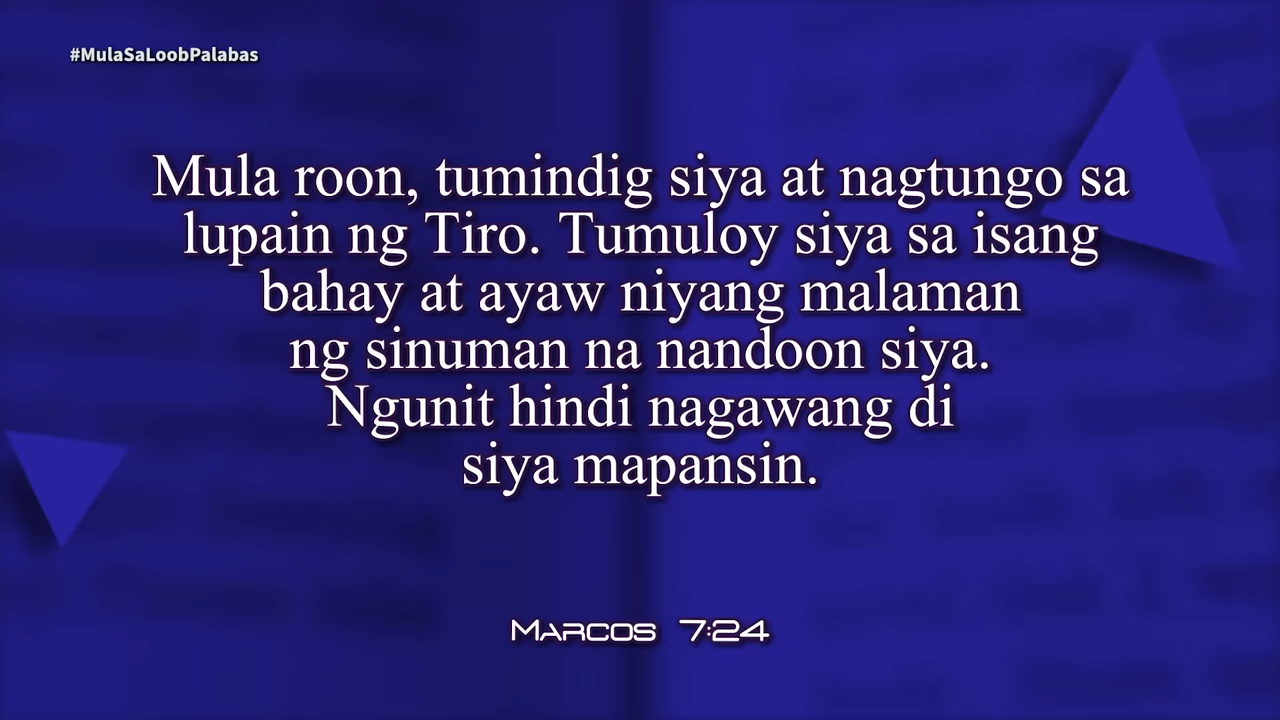 #MulaSaLoobPalabas
Mula roon, tumindig siya at nagtungo sa
lupain ng Tiro. Tumuloy siya sa isang
bahay at ayaw niyang malaman
ng sinuman na nandoon siya.
Ngunit hindi nagawang di
siya mapansin.
Marcos 7:24